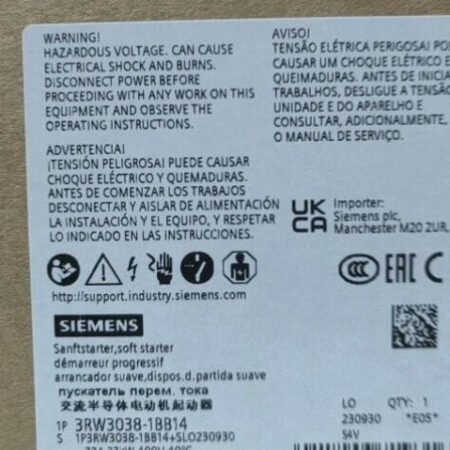 WARNING!
HAZARDOUS VOLTAGE. CAN CAUSE
ELECTRICAL SHOCK AND BURNS.
DISCONNECT POWER BEFORE
PROCEEDING WITH ANY WORK ON THIS
EQUIPMENT AND OBSERVE THE
OPERATING INSTRUCTIONS.
ADVERTENCIA!
¡TENSIÓN PELIGROSA! PUEDE CAUSAR
CHOQUE ELÉCTRICO Y QUEMADURAS.
ANTES DE COMENZAR LOS TRABAJOS
DESCONECTAR Y AISLAR DE ALIMENTACIÓN
LA INSTALACIÓN Y EL EQUIPO, Y RESPETAR
LO INDICADO EN LAS INSTRUCCIONES.
AVISO!
TENSÃO ELÉTRICA PERIGOSA! PO
CAUSAR UM CHOQUE ELÉTRICO E
QUEIMADURAS. ANTES DE INICIA
TRABALHOS, DESLIGUE A TENSÃO
UNIDADE E DO APARELHO E
CONSULTAR, ADICIONALMENTE,
O MANUAL DE SERVIÇO.
UK
CA
Importer:
Siemens plc,
Manchester M20 2UR,
CCC EAC C
http://support.industry.siemens.com
SIEMENS
Sanftstarter,soft starter
démarreur progressif
arrancador suave,dispos.d.partida suave
пускатель перем. тока
交流半导体电动机起动器
1P 3RW3038-1BB14
S 1P3RW3038-1BB14+SLO230930
LO QTY: 1
230930 *E05*
S4V